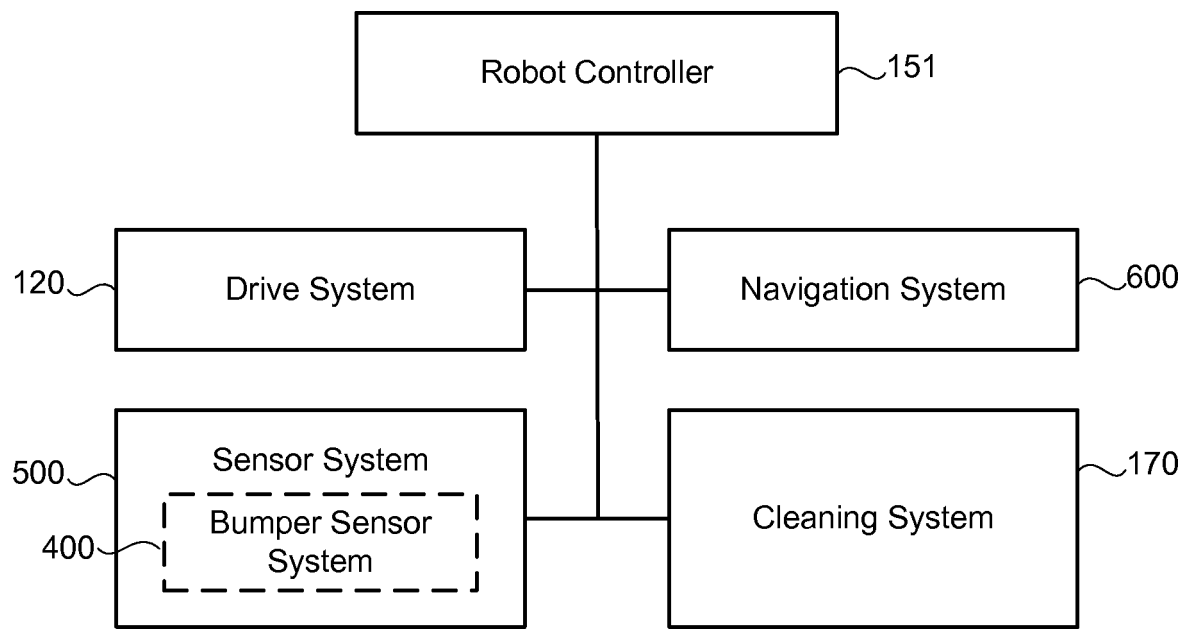 Robot Controller
151
120
Drive System
Navigation System
600
500
Sensor System
400
Bumper Sensor
System
Cleaning System
170